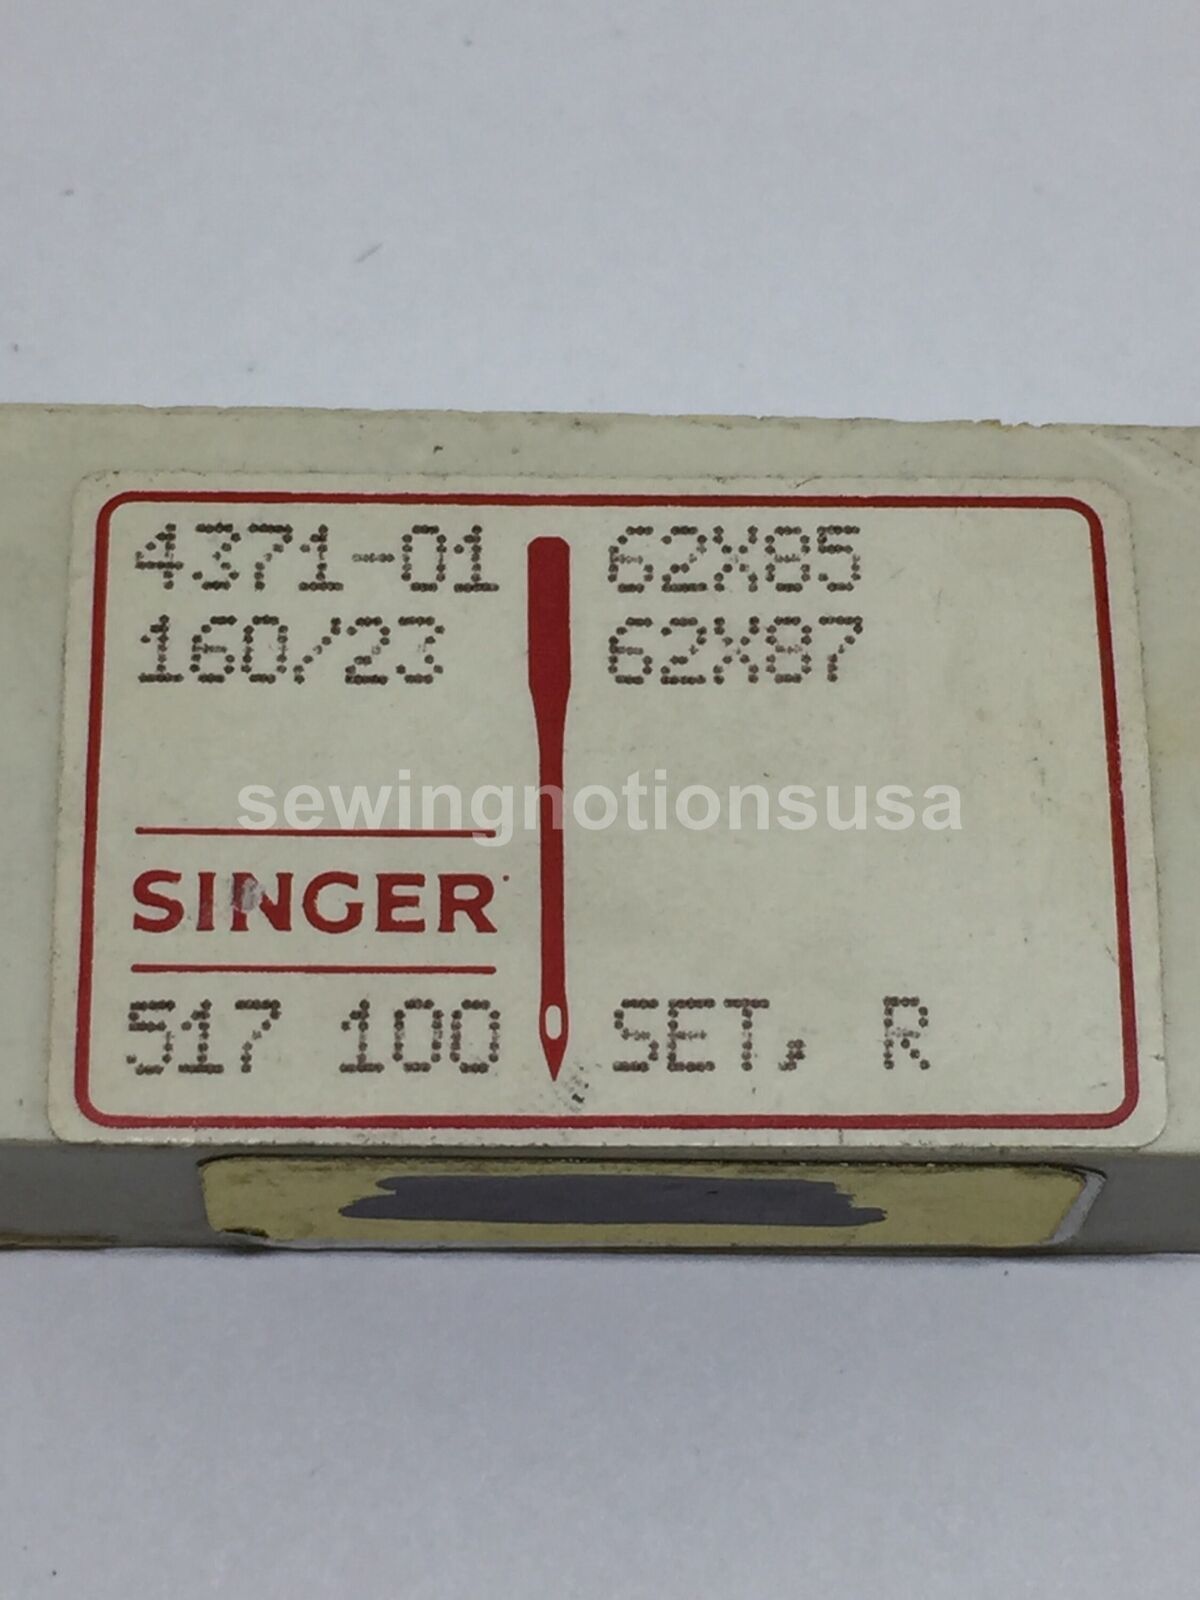 4371-01
160/23
62X85
62X87
sewingnotionsusa
SINGER
517 100
SET, R